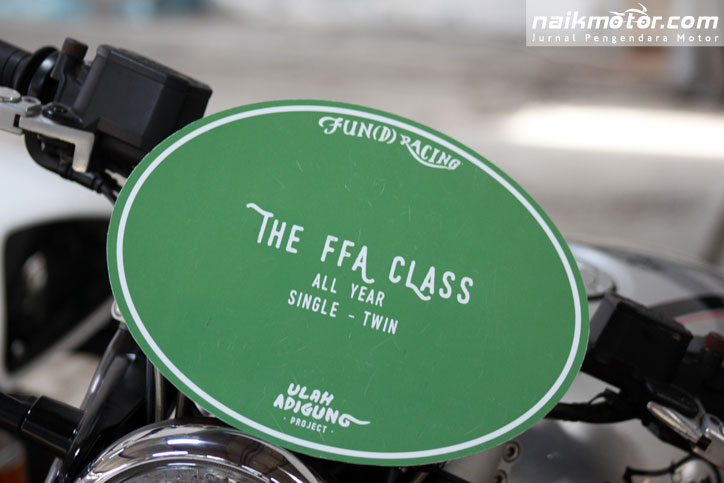 naikmotor.com
Jurnal Pengendara Motor
FUN(D) RACING
THE FFA CLASS
ALL YEAR
SINGLE - TWIN
ULAH
ADIGUNG
- PROJECT -